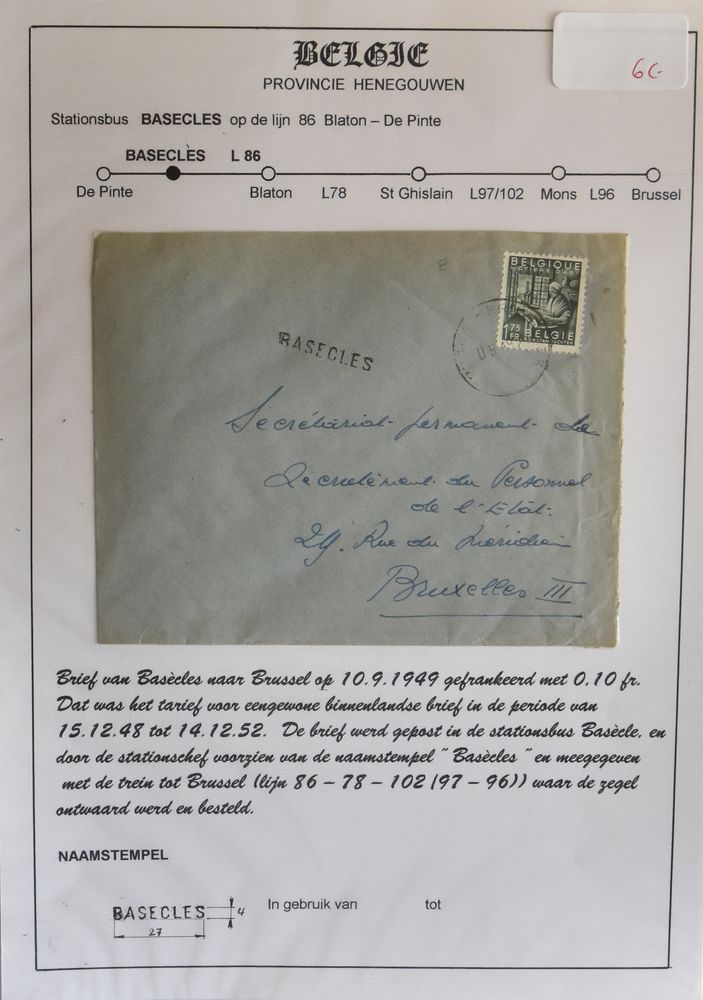 BELGIE
6c-
PROVINCIE HENEGOUWEN
Stationsbus BASECLES op de lijn 86 Blaton – De Pinte
BASECLÈS L 86
De Pinte Blaton L78 St Ghislain L97/102 Mons L96 Brussel
BELGIQUE
1,75 FR. BELGIE
BASECLES
Secrétariat permanent de
Recrutement du Personnel
de l'Etat.
29. Rue du Méridien
Bruxelles III
Brief van Basècles naar Brussel op 10.9.1949 gefrankeerd met 0,10 fr.
Dat was het tarief voor eengewone binnenlandse brief in de periode van
15.12.48 tot 14.12.52. De brief werd gepost in de stationsbus Basècle, en
door de stationschef voorzien van de naamstempel " Basècles " en meegegeven
met de trein tot Brussel (lijn 86 – 78 – 102 /97 – 96)) waar de zegel
ontwaard werd en besteld.
NAAMSTEMPEL
BASECLES 4
27
In gebruik van tot